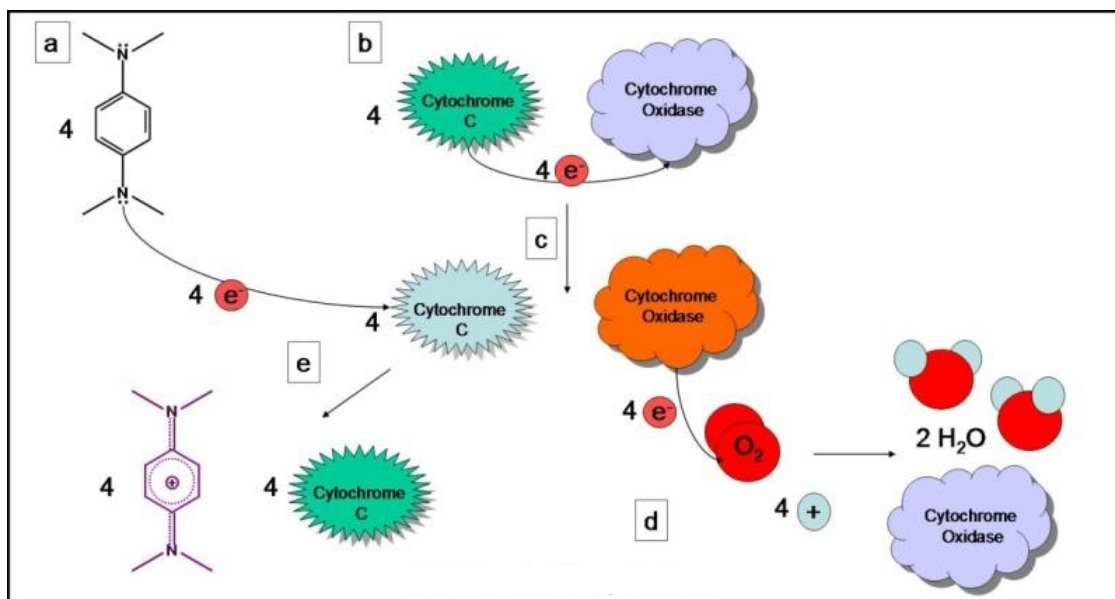 a
N
4
N
4 e-
b
4
Cytochrome
C
Cytochrome
Oxidase
4 e-
c
4
Cytochrome
C
Cytochrome
Oxidase
e
4 e-
O₂
2 H₂O
4
N
+
N
4
Cytochrome
C
d
4 +
Cytochrome
Oxidase